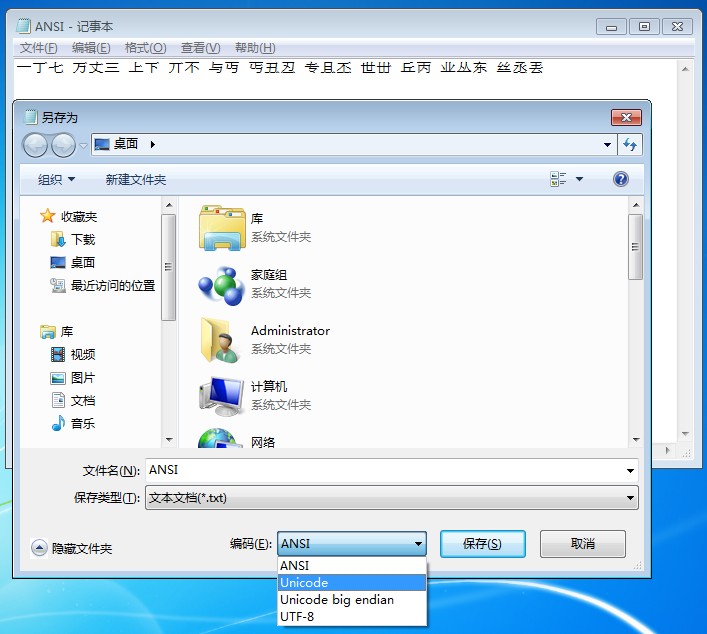 ANSI - 记事本
文件(F) 编辑(E) 格式(O) 查看(V) 帮助(H)
一丁七 万丈三 上下 丌不 与丏 丐丑丒 专且丕 世丗 丘丙 业丛东 丝丞丟
另存为
桌面
组织 新建文件夹
收藏夹
下载
桌面
最近访问的位置
库
视频
图片
文档
音乐
库
系统文件夹
家庭组
系统文件夹
Administrator
系统文件夹
计算机
系统文件夹
网络
文件名(N): ANSI
保存类型(T): 文本文档(*.txt)
隐藏文件夹 编码(E): ANSI 保存(S) 取消
ANSI
Unicode
Unicode big endian
UTF-8